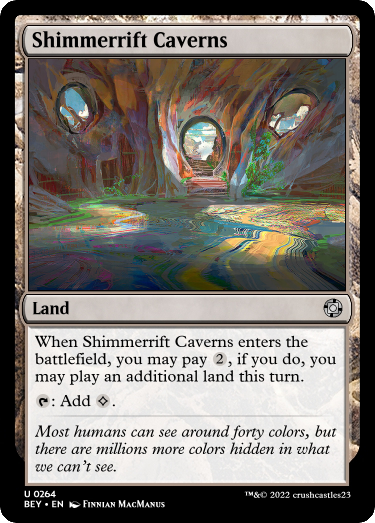 Shimmerrift Caverns
Land
When Shimmerrift Caverns enters the
battlefield, you may pay 2, if you do, you
may play an additional land this turn.
: Add .
Most humans can see around forty colors, but
there are millions more colors hidden in what
we can't see.
U 0264
BEY • EN Finnian MacManus
™&© 2022 crushcastles23